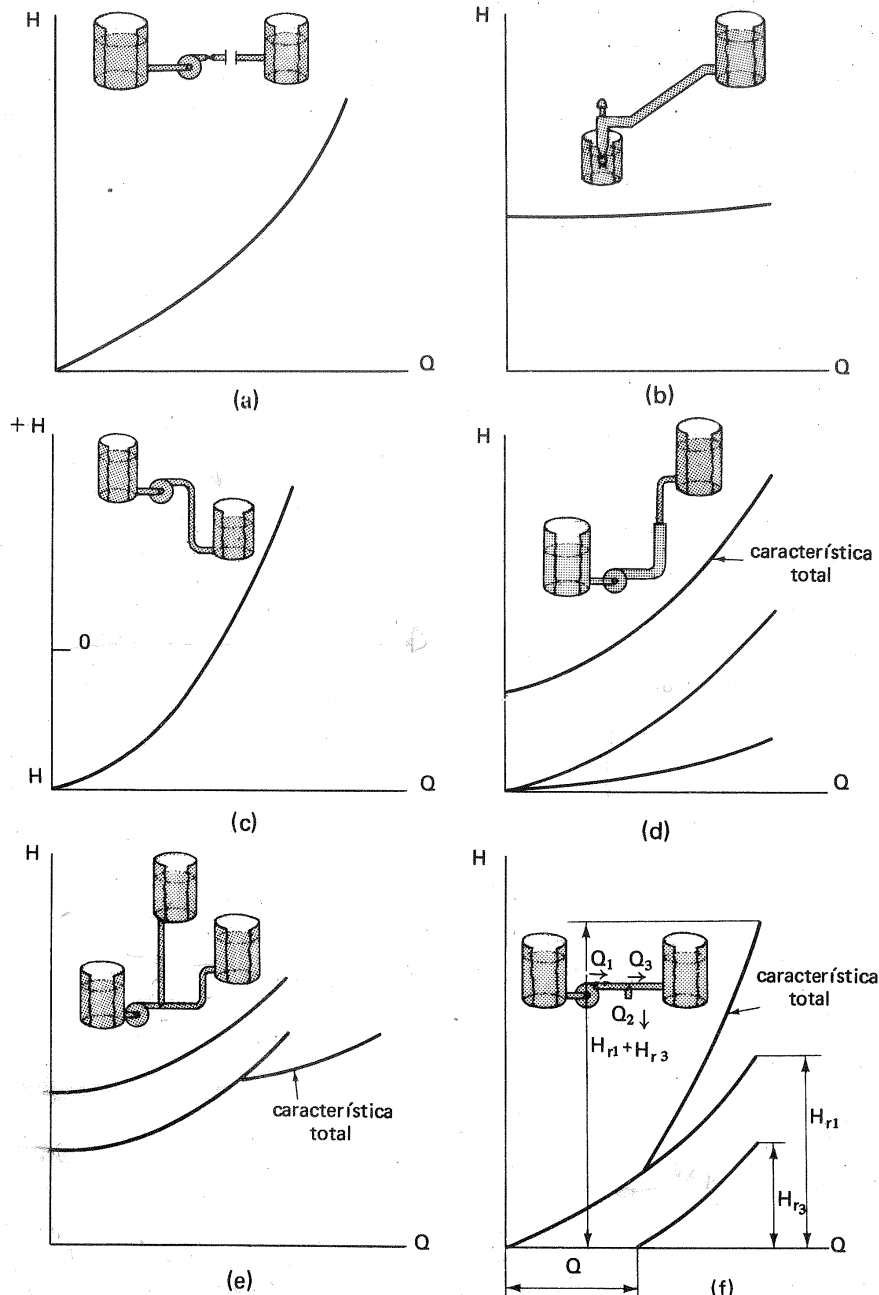 H
Q
(a)
H
Q
(b)
+ H
0
H
Q
(c)
H
característica
total
Q
(d)
H
característica
total
Q
(e)
H
Q1 Q3
Q2
Hr1 + Hr3
característica
total
Hr1
Hr3
Q
Q
(f)